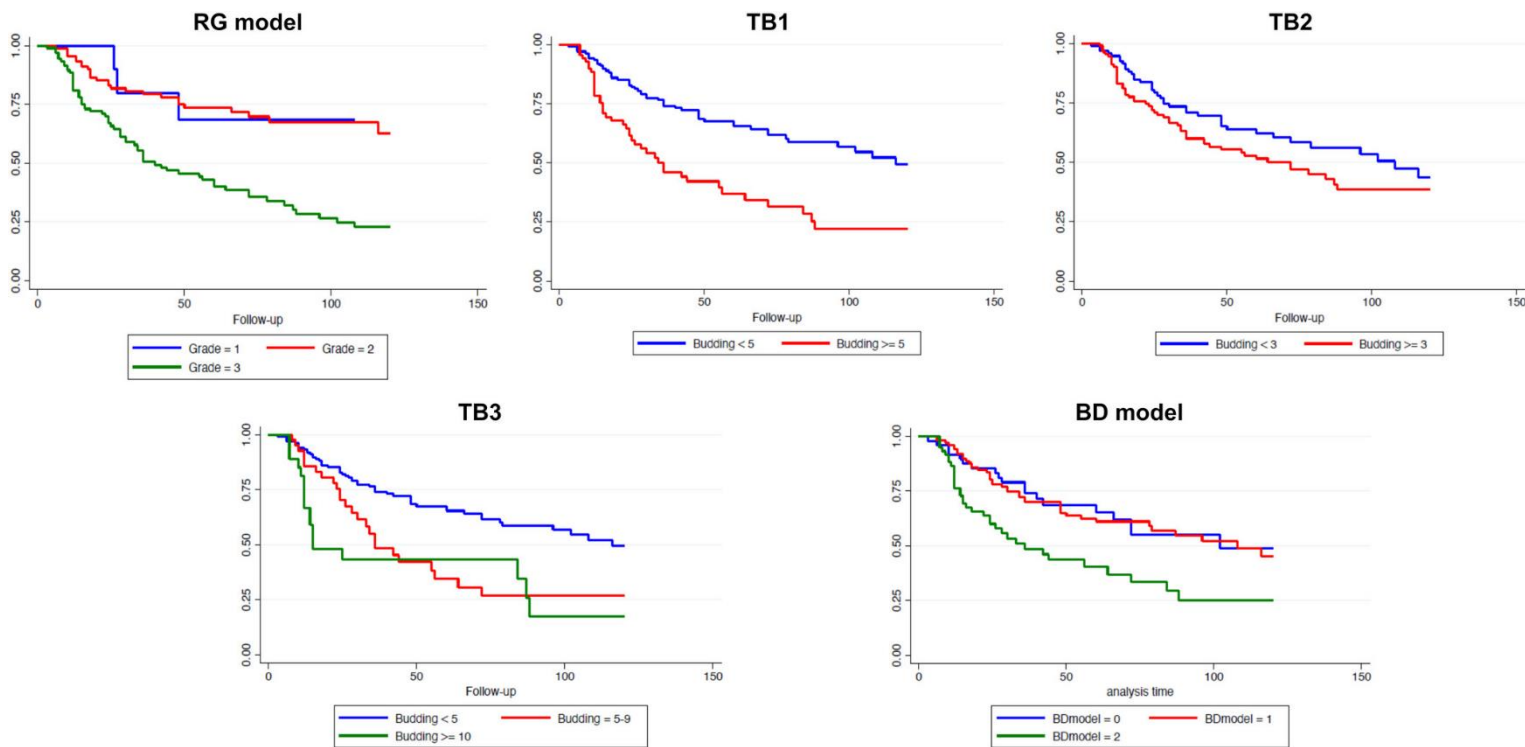 RG model
1.00
0.75
0.50
0.25
0.00
0 50 100 150
Follow-up
Grade = 1 Grade = 2
Grade = 3
TB1
1.00
0.75
0.50
0.25
0.00
0 50 100 150
Follow-up
Budding < 5 Budding >= 5
TB2
1.00
0.75
0.50
0.25
0.00
0 50 100 150
Follow-up
Budding < 3 Budding >= 3
TB3
1.00
0.75
0.50
0.25
0.00
0 50 100 150
Follow-up
Budding < 5 Budding = 5-9
Budding >= 10
BD model
1.00
0.75
0.50
0.25
0.00
0 50 100 150
analysis time
BDmodel = 0 BDmodel = 1
BDmodel = 2